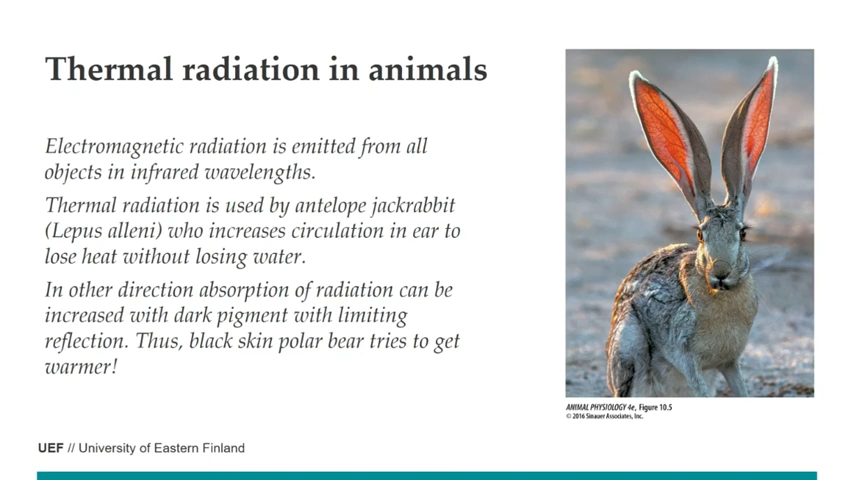 Thermal radiation in animals
Electromagnetic radiation is emitted from all
objects in infrared wavelengths.
Thermal radiation is used by antelope jackrabbit
(Lepus alleni) who increases circulation in ear to
lose heat without losing water.
In other direction absorption of radiation can be
increased with dark pigment with limiting
reflection. Thus, black skin polar bear tries to get
warmer!
ANIMAL PHYSIOLOGY 4e, Figure 10.5
© 2016 Sinauer Associates, Inc.
UEF // University of Eastern Finland